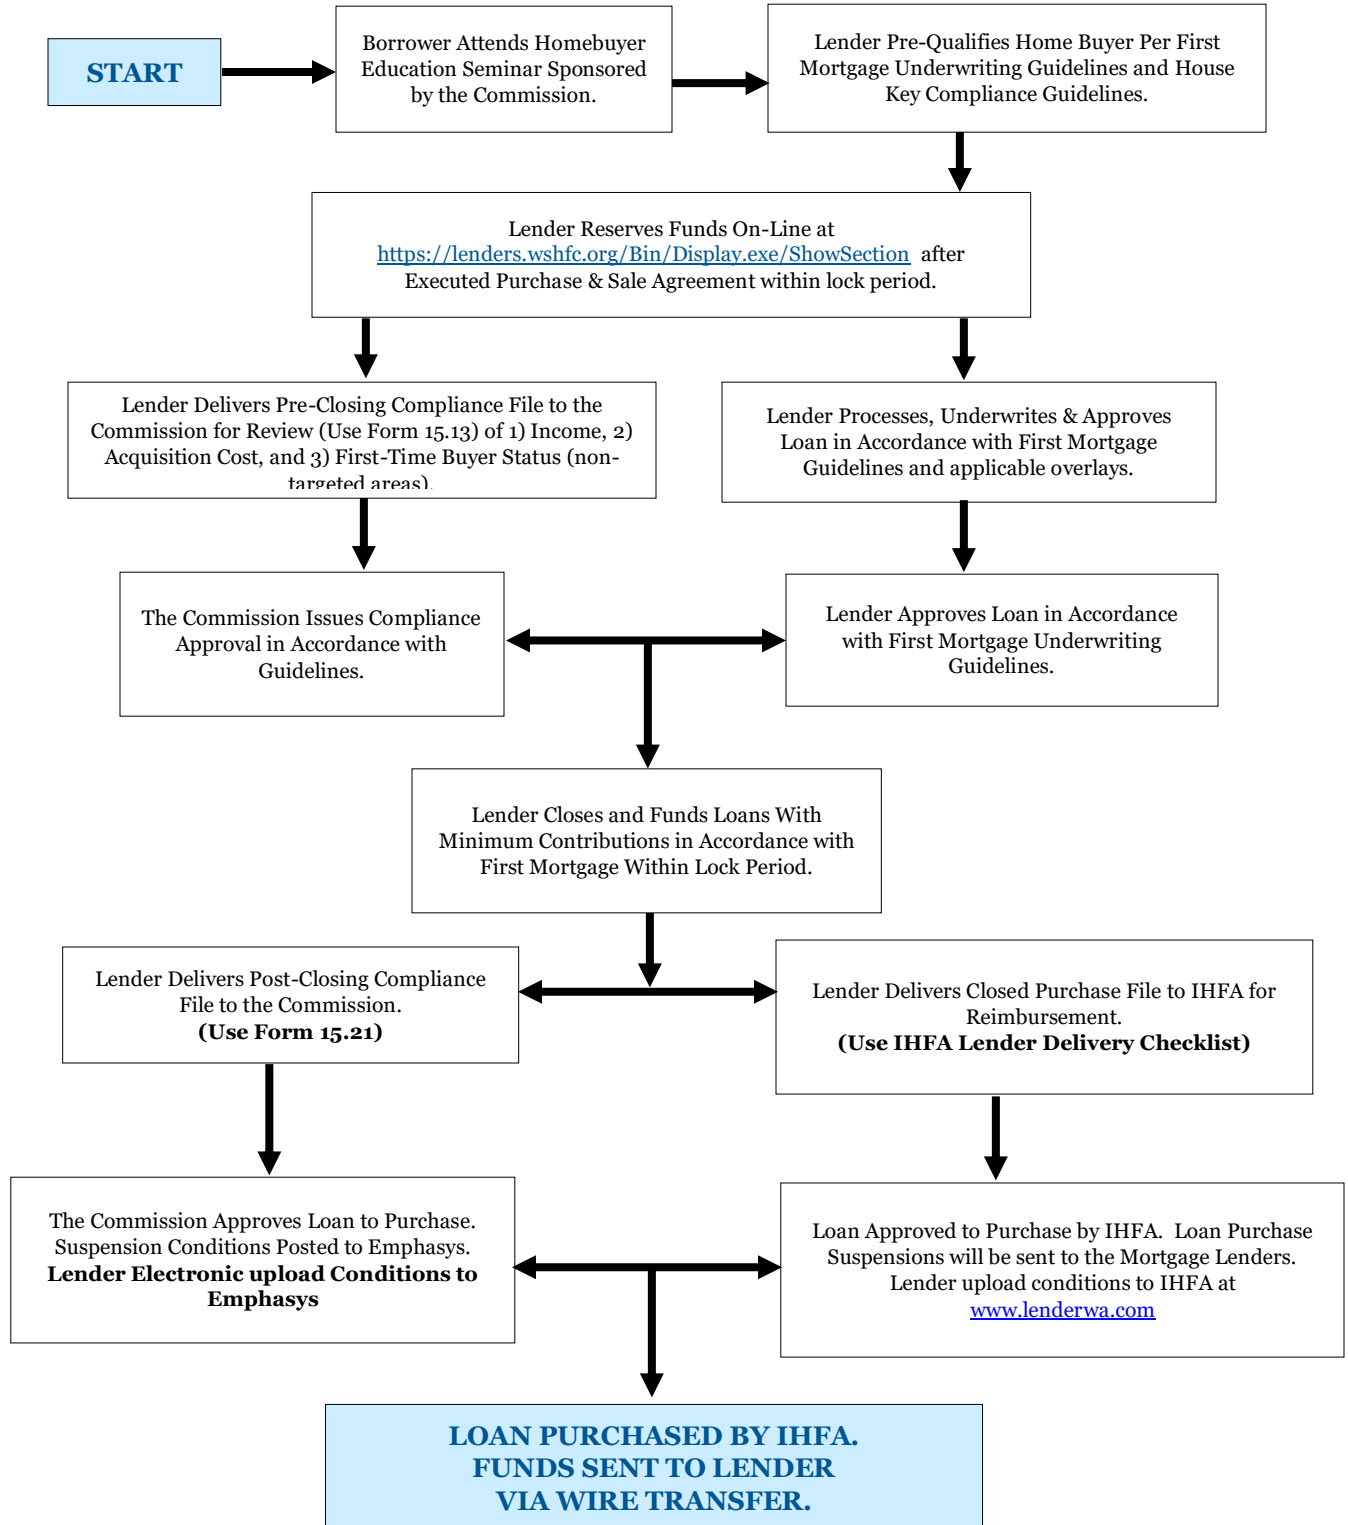 START
Borrower Attends Homebuyer
Education Seminar Sponsored
by the Commission.
Lender Pre-Qualifies Home Buyer Per First
Mortgage Underwriting Guidelines and House
Key Compliance Guidelines.
Lender Reserves Funds On-Line at
https://lenders.wshfc.org/Bin/Display.exe/ShowSection after
Executed Purchase & Sale Agreement within lock period.
Lender Delivers Pre-Closing Compliance File to the
Commission for Review (Use Form 15.13) of 1) Income, 2)
Acquisition Cost, and 3) First-Time Buyer Status (non-
targeted areas).
Lender Processes, Underwrites & Approves
Loan in Accordance with First Mortgage
Guidelines and applicable overlays.
The Commission Issues Compliance
Approval in Accordance with
Guidelines.
Lender Approves Loan in Accordance
with First Mortgage Underwriting
Guidelines.
Lender Closes and Funds Loans With
Minimum Contributions in Accordance with
First Mortgage Within Lock Period.
Lender Delivers Post-Closing Compliance
File to the Commission.
(Use Form 15.21)
Lender Delivers Closed Purchase File to IHFA for
Reimbursement.
(Use IHFA Lender Delivery Checklist)
The Commission Approves Loan to Purchase.
Suspension Conditions Posted to Emphasys.
Lender Electronic upload Conditions to
Emphasys
Loan Approved to Purchase by IHFA. Loan Purchase
Suspensions will be sent to the Mortgage Lenders.
Lender upload conditions to IHFA at
www.lenderwa.com
LOAN PURCHASED BY IHFA.
FUNDS SENT TO LENDER
VIA WIRE TRANSFER.